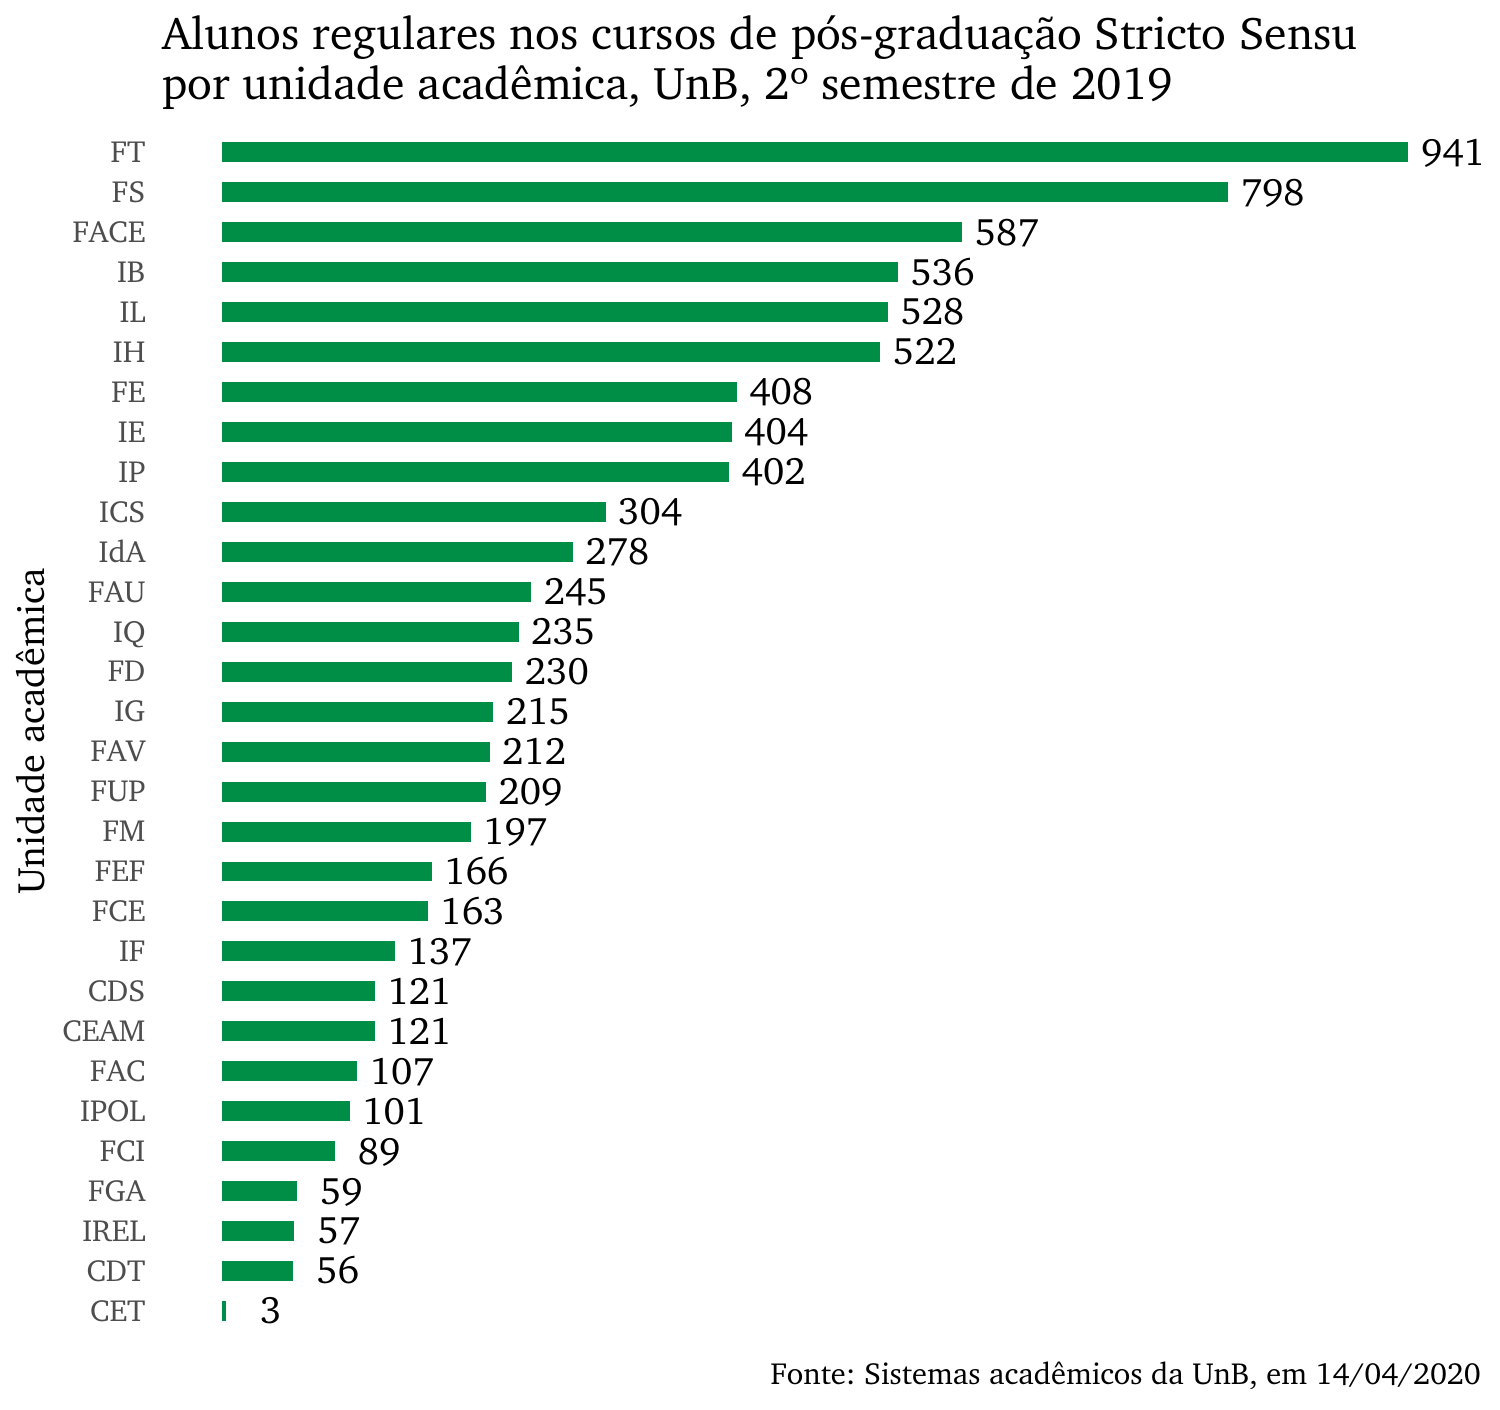 Alunos regulares nos cursos de pós-graduação Stricto Sensu
por unidade acadêmica, UnB, 2º semestre de 2019
Unidade acadêmica
FT 941
FS 798
FACE 587
IB 536
IL 528
IH 522
FE 408
IE 404
IP 402
ICS 304
IdA 278
FAU 245
IQ 235
FD 230
IG 215
FAV 212
FUP 209
FM 197
FEF 166
FCE 163
IF 137
CDS 121
CEAM 121
FAC 107
IPOL 101
FCI 89
FGA 59
IREL 57
CDT 56
CET 3
Fonte: Sistemas acadêmicos da UnB, em 14/04/2020